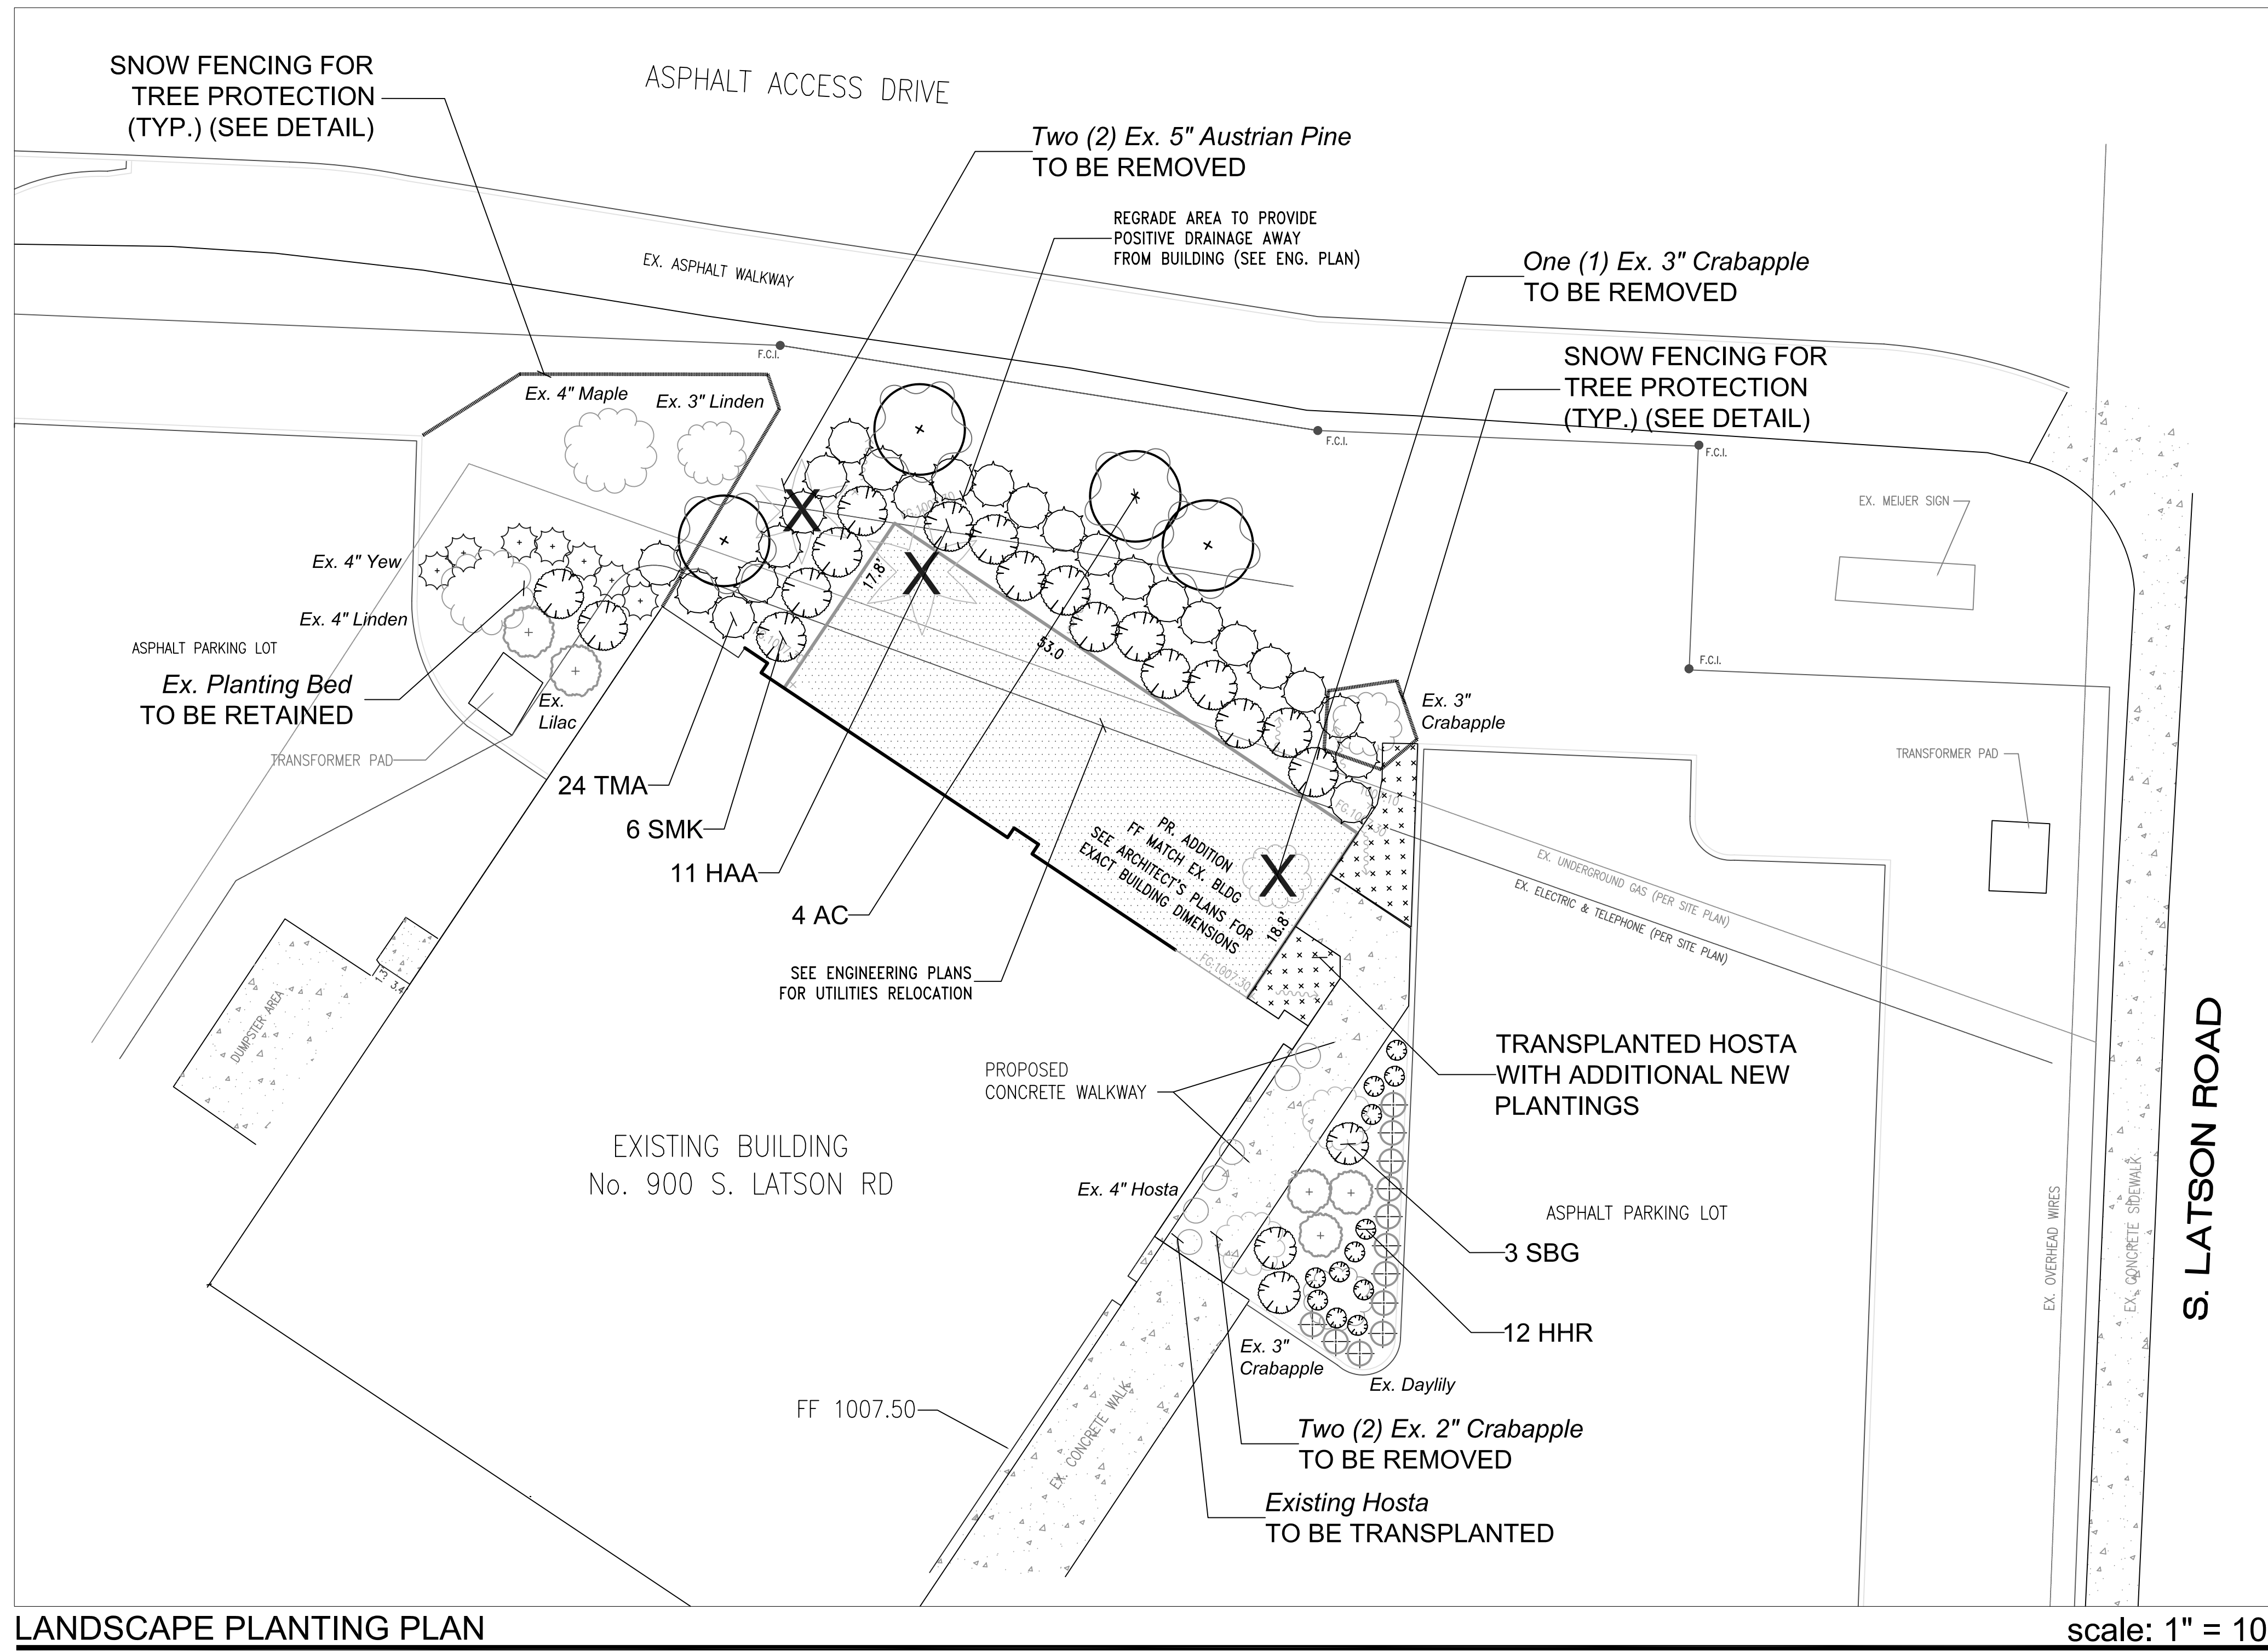 SNOW FENCING FOR
TREE PROTECTION
(TYP.) (SEE DETAIL)
ASPHALT ACCESS DRIVE
Two (2) Ex. 5" Austrian Pine
TO BE REMOVED
REGRADE AREA TO PROVIDE
POSITIVE DRAINAGE AWAY
FROM BUILDING (SEE ENG. PLAN)
EX. ASPHALT WALKWAY
One (1) Ex. 3" Crabapple
TO BE REMOVED
F.C.I.
SNOW FENCING FOR
TREE PROTECTION
(TYP.) (SEE DETAIL)
Ex. 4" Maple
Ex. 3" Linden
F.C.I.
F.C.I.
EX. MEIJER SIGN
X
X
17.8'
Ex. 4" Yew
Ex. 4" Linden
ASPHALT PARKING LOT
Ex. Planting Bed
TO BE RETAINED
Ex.
Lilac
TRANSFORMER PAD
53.0
F.C.I.
Ex. 3"
Crabapple
TRANSFORMER PAD
24 TMA
6 SMK
11 HAA
4 AC
PR. ADDITION
FF MATCH EX. BLDG
SEE ARCHITECT'S PLANS FOR
EXACT BUILDING DIMENSIONS
X
18.8'
FG:1007.30
EX. UNDERGROUND GAS (PER SITE PLAN)
EX. ELECTRIC & TELEPHONE (PER SITE PLAN)
SEE ENGINEERING PLANS
FOR UTILITIES RELOCATION
1.3
3.4
DUMPSTER AREA
PROPOSED
CONCRETE WALKWAY
TRANSPLANTED HOSTA
WITH ADDITIONAL NEW
PLANTINGS
EXISTING BUILDING
No. 900 S. LATSON RD
Ex. 4" Hosta
ASPHALT PARKING LOT
3 SBG
12 HHR
EX. OVERHEAD WIRES
EX. CONCRETE SIDEWALK
S. LATSON ROAD
Ex. 3"
Crabapple
Ex. Daylily
FF 1007.50
EX. CONCRETE WALK
Two (2) Ex. 2" Crabapple
TO BE REMOVED
Existing Hosta
TO BE TRANSPLANTED
LANDSCAPE PLANTING PLAN
scale: 1" = 10